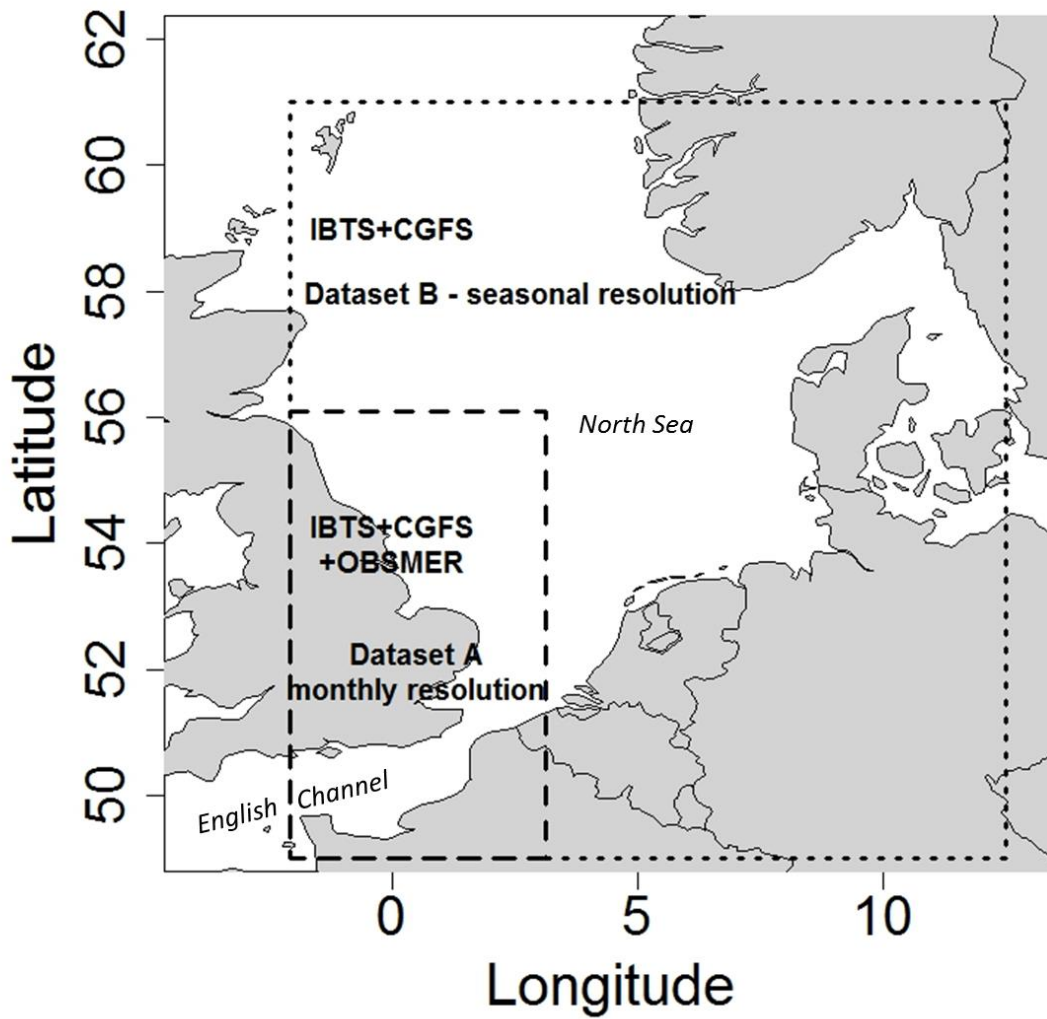 62
60
58
56
54
52
50
Latitude
IBTS+CGFS
Dataset B - seasonal resolution
North Sea
IBTS+CGFS
+OBSMER
Dataset A
monthly resolution
English Channel
0
5
10
Longitude